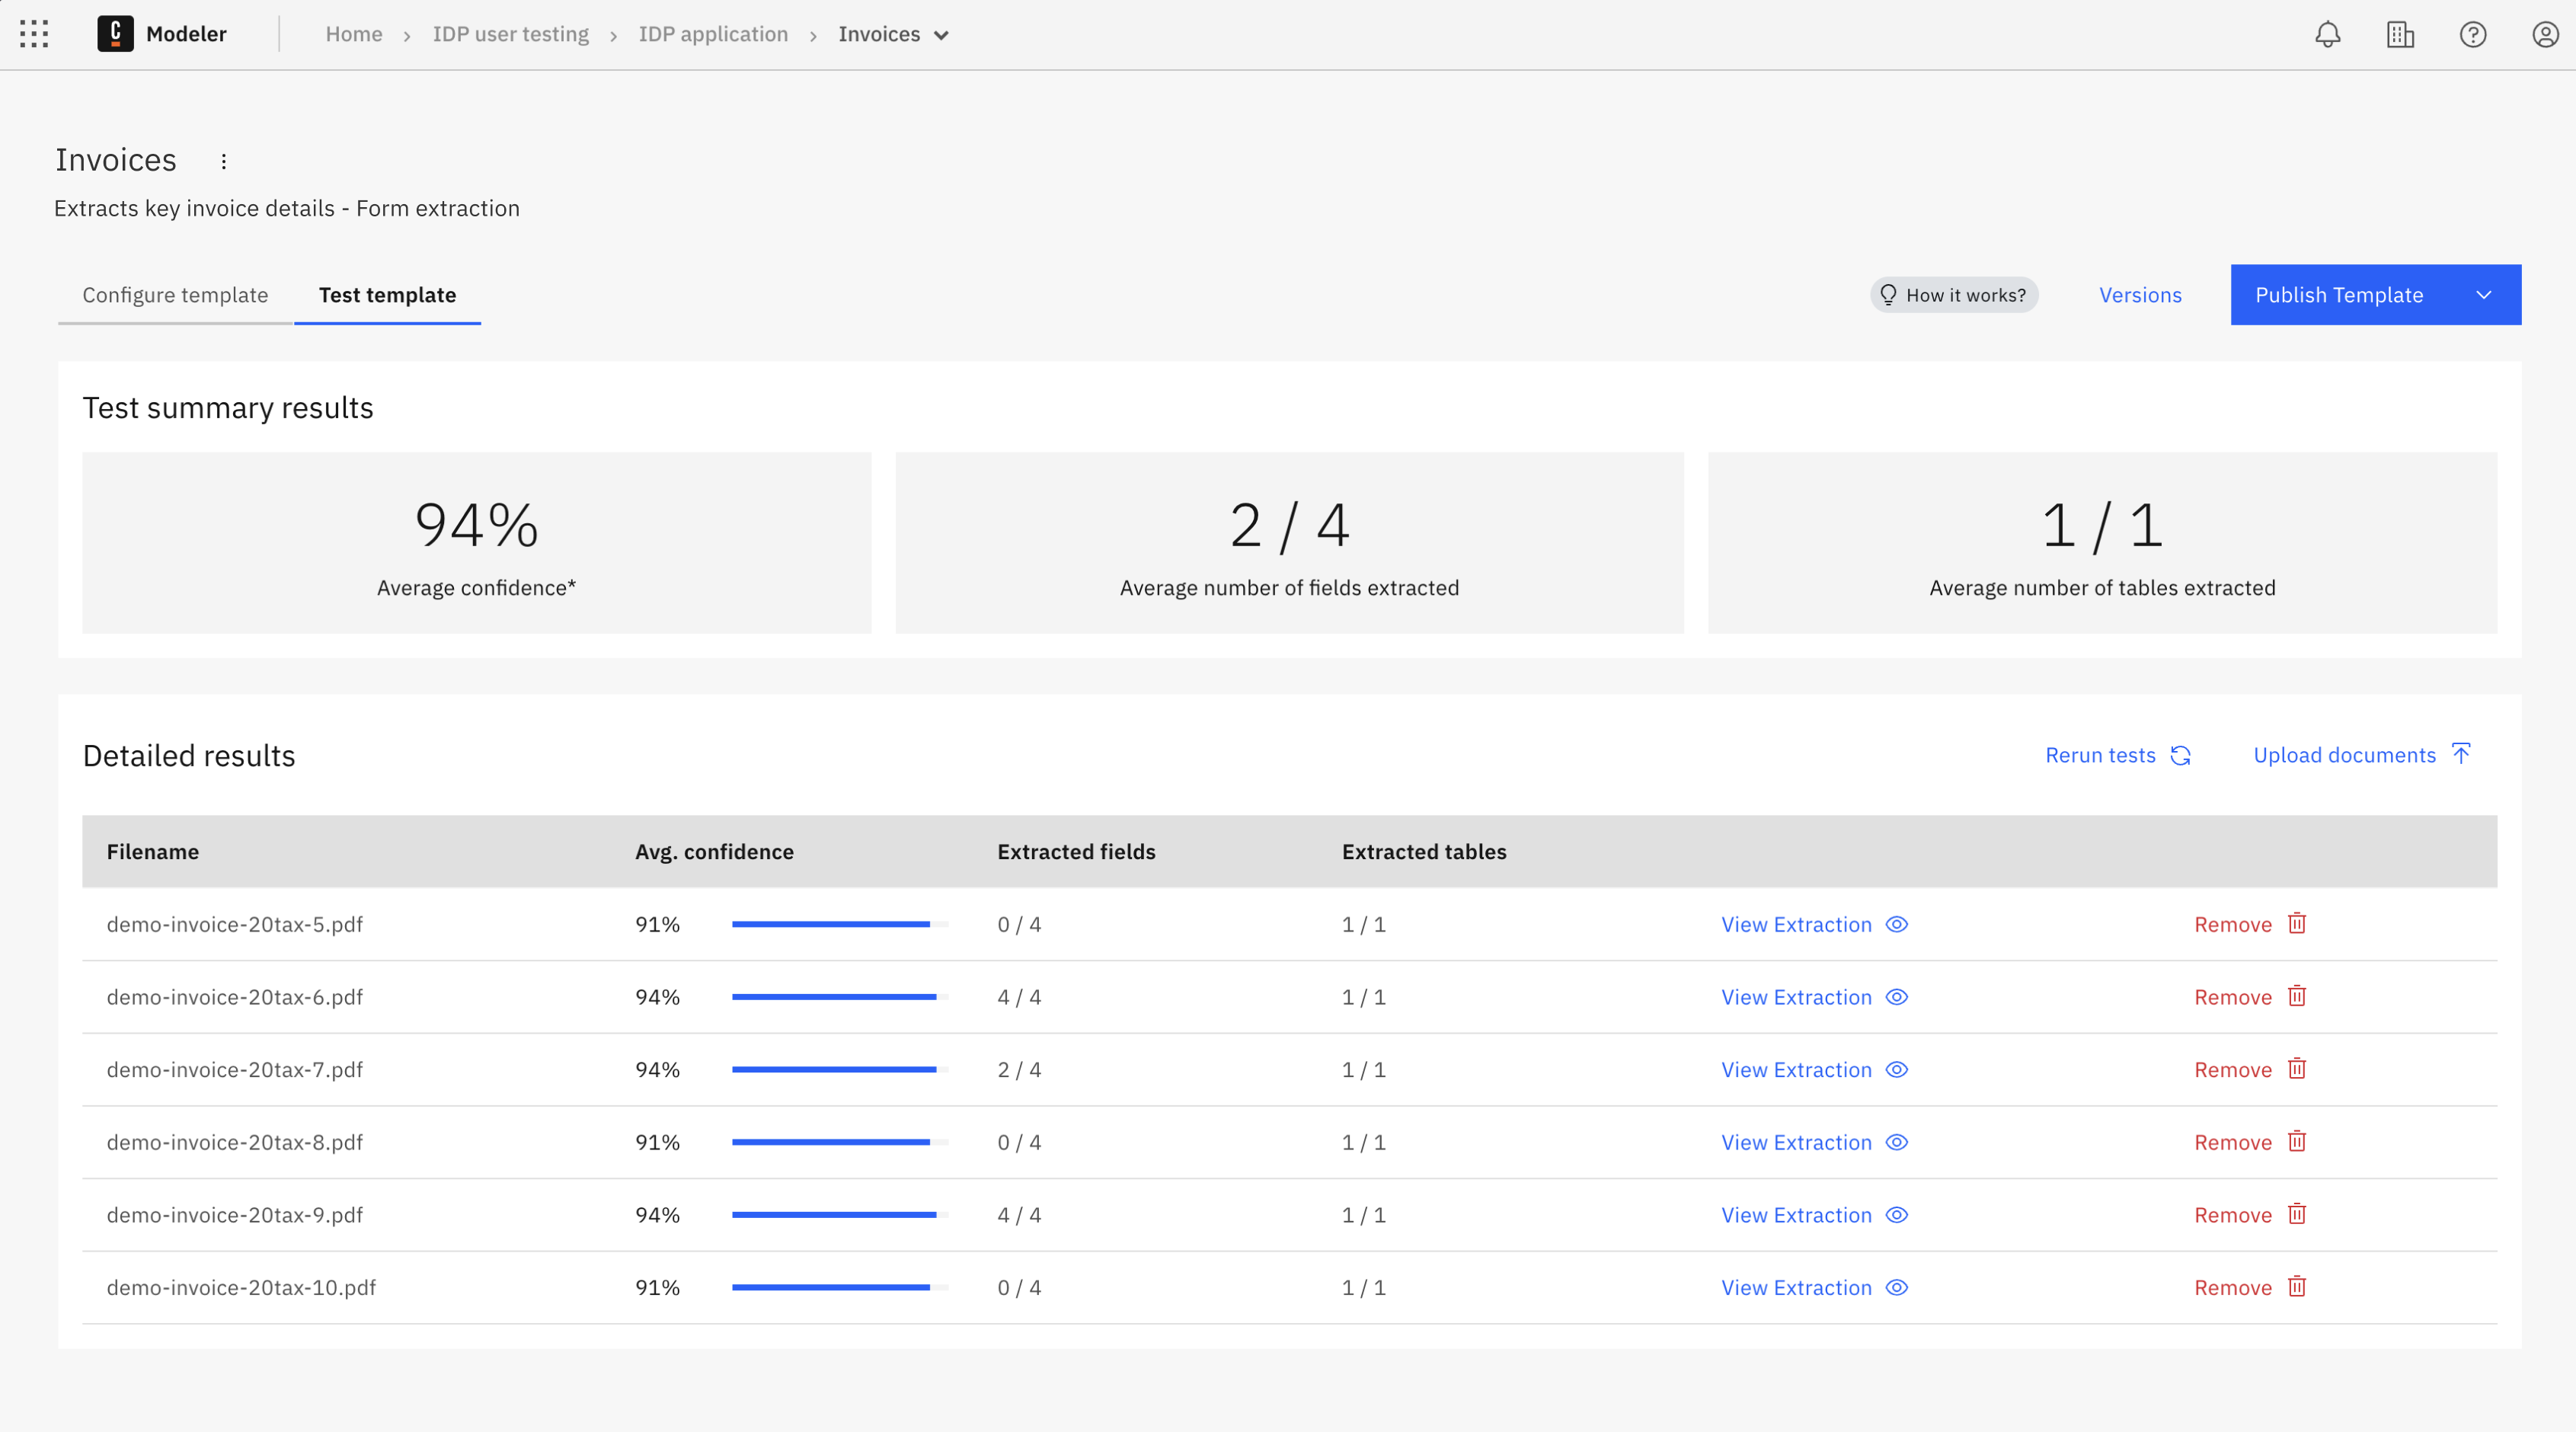 C Modeler Home > IDP user testing > IDP application > Invoices
Invoices
Extracts key invoice details - Form extraction
Configure template Test template How it works? Versions Publish Template
Test summary results
94% 2 / 4 1 / 1
Average confidence* Average number of fields extracted Average number of tables extracted
Detailed results Rerun tests Upload documents
Filename Avg. confidence Extracted fields Extracted tables
demo-invoice-20tax-5.pdf 91% 0 / 4 1 / 1 View Extraction Remove
demo-invoice-20tax-6.pdf 94% 4 / 4 1 / 1 View Extraction Remove
demo-invoice-20tax-7.pdf 94% 2 / 4 1 / 1 View Extraction Remove
demo-invoice-20tax-8.pdf 91% 0 / 4 1 / 1 View Extraction Remove
demo-invoice-20tax-9.pdf 94% 4 / 4 1 / 1 View Extraction Remove
demo-invoice-20tax-10.pdf 91% 0 / 4 1 / 1 View Extraction Remove